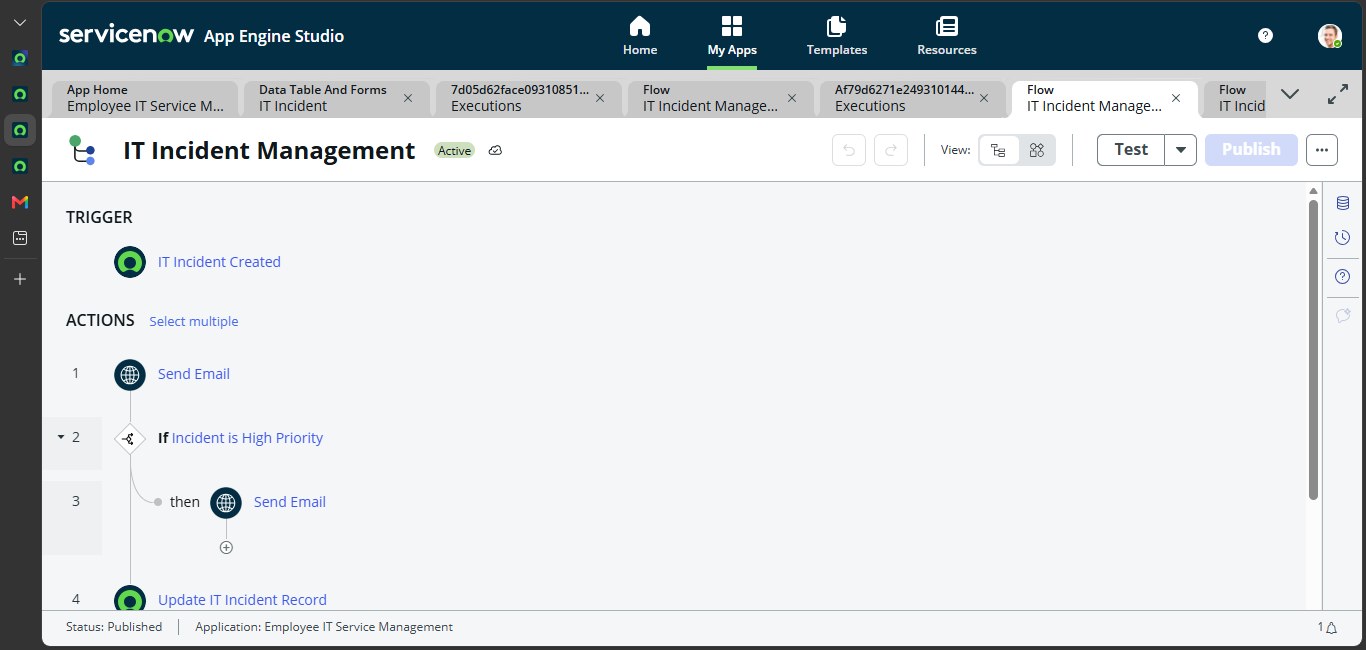 servicenow App Engine Studio
Home
My Apps
Templates
Resources
App Home
Employee IT Service M...
Data Table And Forms
IT Incident
7d05d62face09310851...
Executions
Flow
IT Incident Manage...
Af79d6271e249310144...
Executions
Flow
IT Incident Manage...
Flow
IT Incid
IT Incident Management
Active
View:
Test
Publish
TRIGGER
IT Incident Created
ACTIONS Select multiple
1 Send Email
2 If Incident is High Priority
3 then Send Email
4 Update IT Incident Record
Status: Published
Application: Employee IT Service Management
1